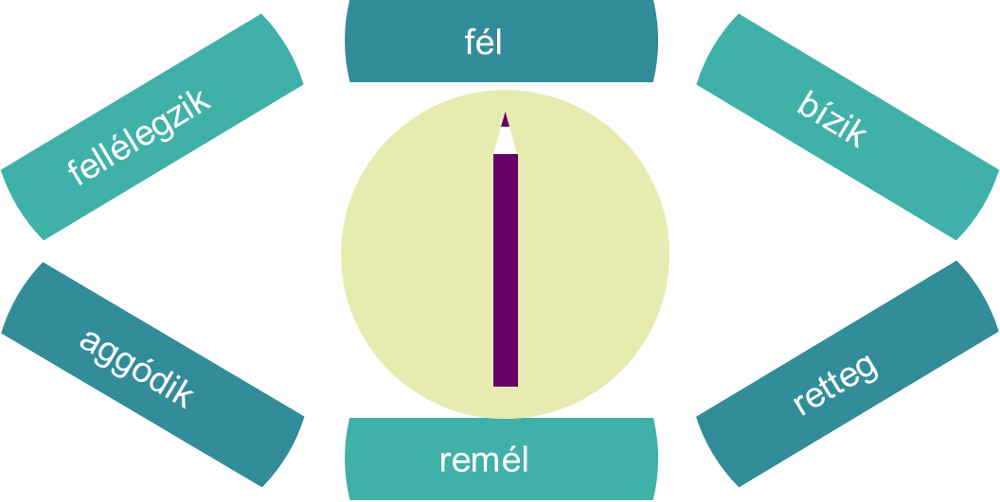 fél
fellélegzik
bízik
aggódik
retteg
remél